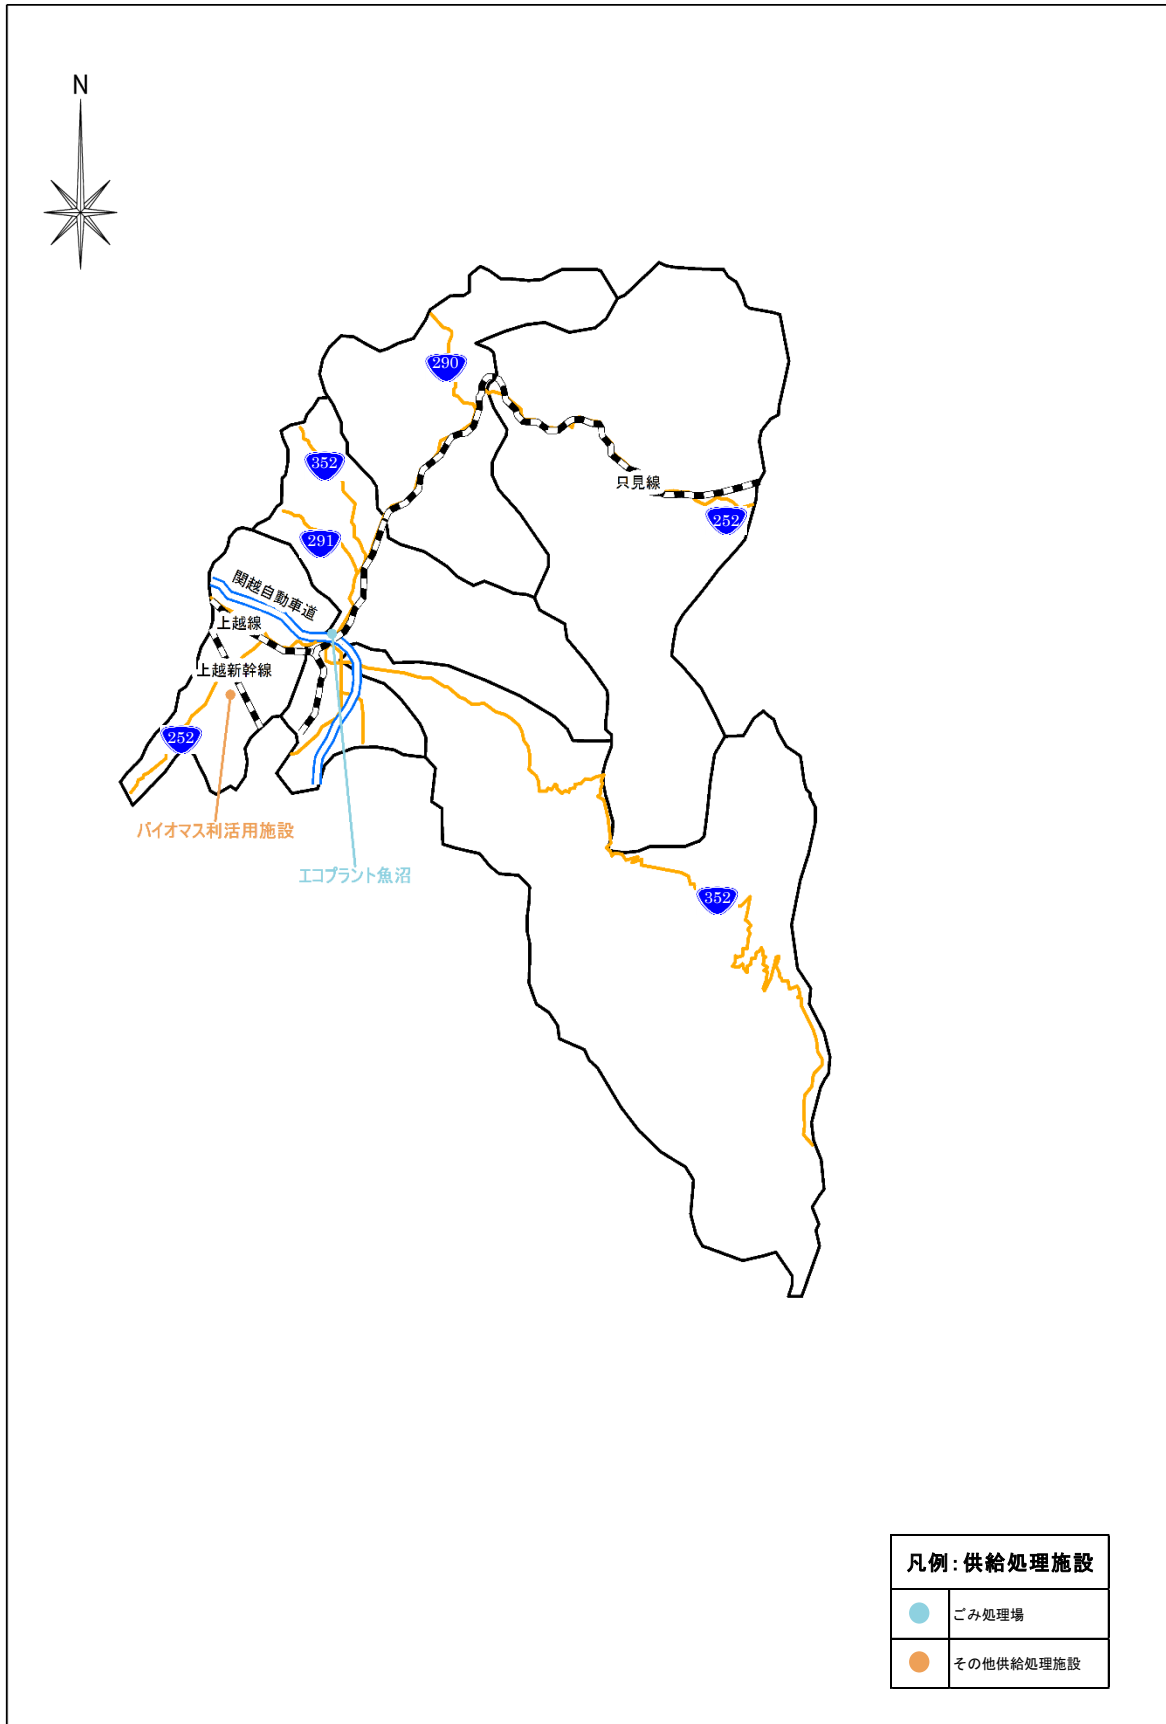 N
290
352
只見線
252
291
関越自動車道
上越線
上越新幹線
252
バイオマス利活用施設
エコプラント魚沼
352
凡例:供給処理施設
ごみ処理場
その他供給処理施設